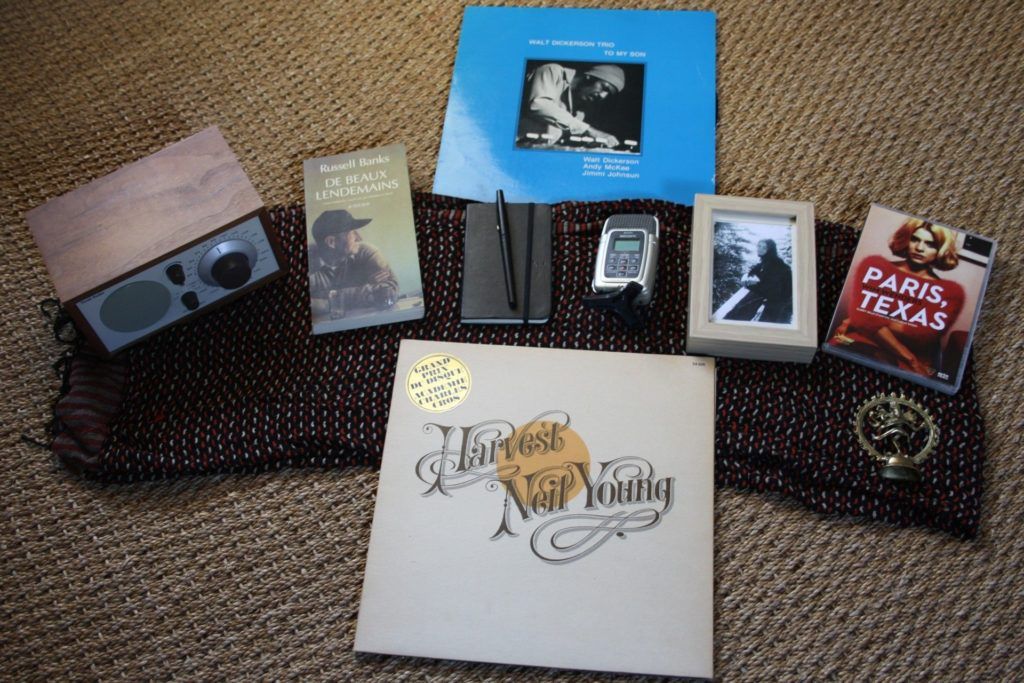 WALT DICKERSON TRIO
TO MY SON
Walt Dickerson
Andy McKee
Jimmi Johnsun
Russell Banks
DE BEAUX
LENDEMAINS
PARIS,
TEXAS
GRAND
PRIX
DU DISQUE
ACADEMIE
CHARLES
CROS
Harvest
Neil Young